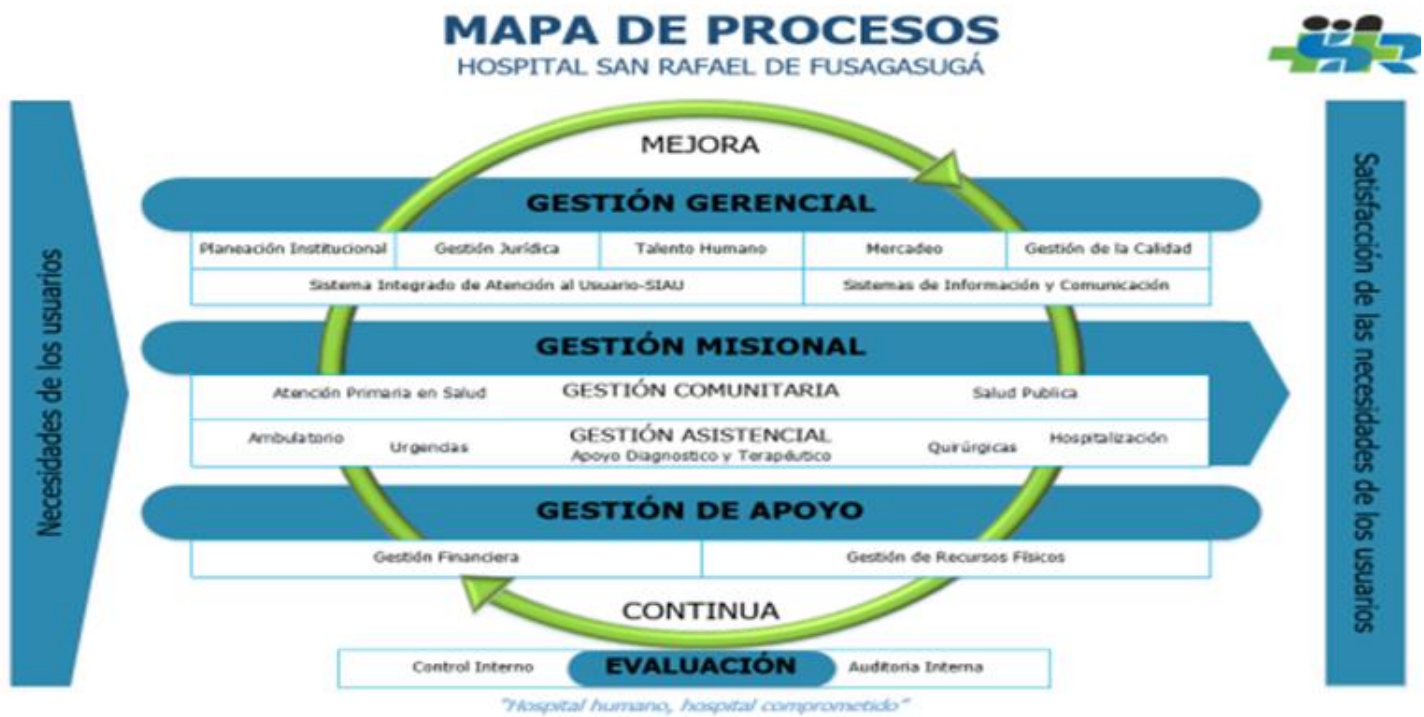 MAPA DE PROCESOS
HOSPITAL SAN RAFAEL DE FUSAGASUGÁ
SR
Necesidades de los usuarios
MEJORA
GESTIÓN GERENCIAL
Planeación Institucional Gestión Jurídica Talento Humano Mercadeo Gestión de la Calidad
Sistema Integrado de Atención al Usuario-SIAU Sistemas de Información y Comunicación
GESTIÓN MISIONAL
Atención Primaria en Salud GESTIÓN COMUNITARIA Salud Publica
Ambulatorio Urgencias GESTIÓN ASISTENCIAL Quirúrgicas Hospitalización
Apoyo Diagnostico y Terapéutico
GESTIÓN DE APOYO
Gestión Financiera Gestión de Recursos Físicos
CONTINUA
Control Interno EVALUACIÓN Auditoria Interna
"Hospital humano, hospital comprometido"
Satisfacción de las necesidades de los usuarios